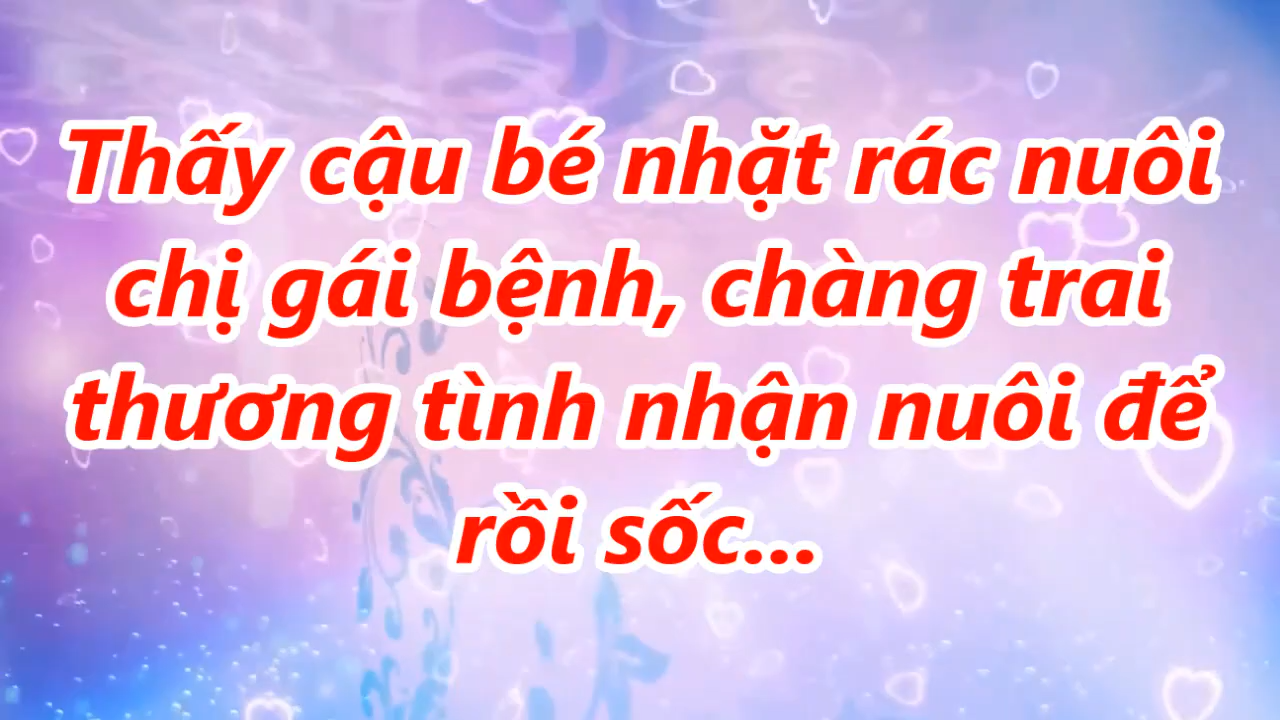 Thấy cậu bé nhặt rác nuôi
chị gái bệnh, chàng trai
thương tình nhận nuôi để
rồi sốc...